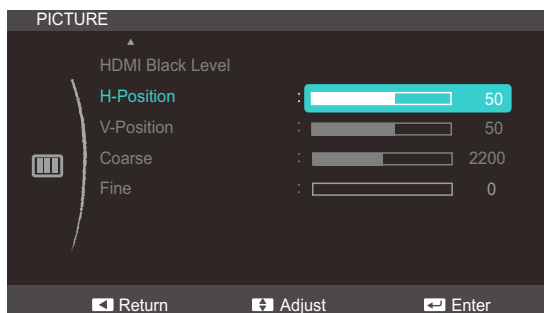 PICTURE
HDMI Black Level
H-Position : 50
V-Position : 50
Coarse : 2200
Fine : 0
Return Adjust Enter